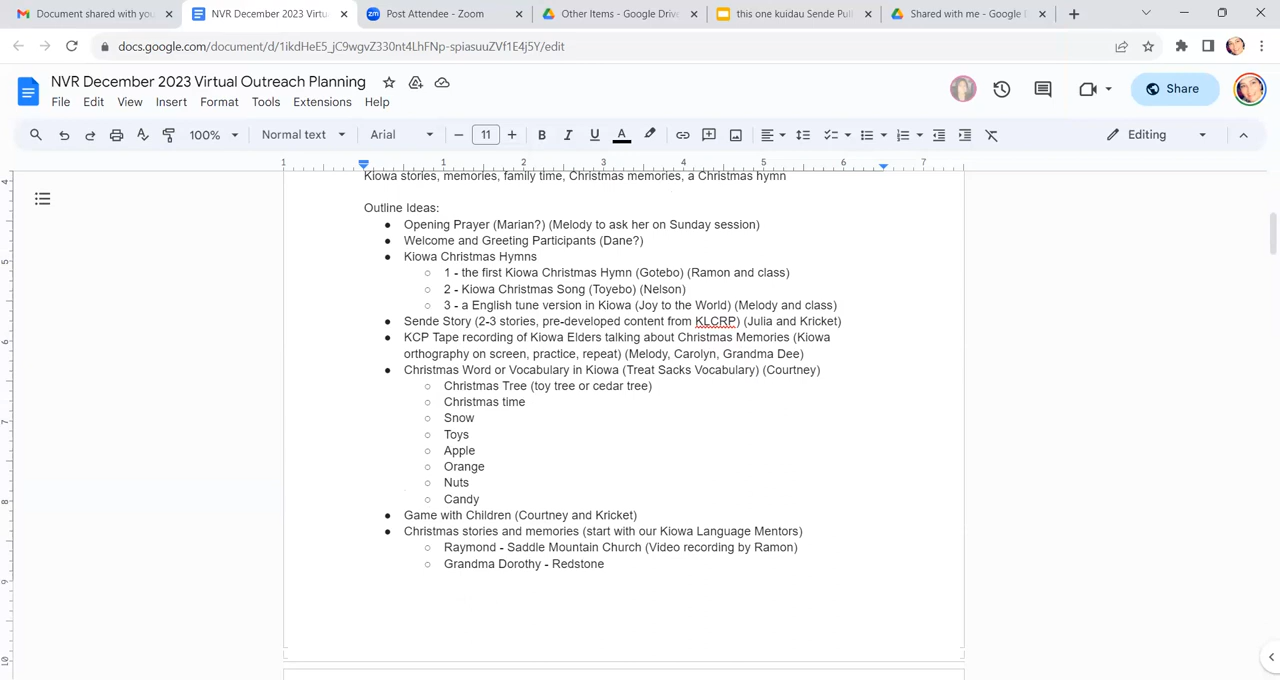 Document shared with you
NVR December 2023 Virtu
Post Attendee - Zoom
Other Items - Google Driv
this one kuidau Sende Pull
Shared with me - Google
docs.google.com/document/d/1ikdHeE5_jC9wgvZ330nt4LhFNp-spiasuuZVf1E4j5Y/edit
NVR December 2023 Virtual Outreach Planning
File Edit View Insert Format Tools Extensions Help
Share
100% Normal text Arial 11 Editing
1 1 2 3 4 5 6 7
Kiowa stories, memories, family time, Christmas memories, a Christmas hymn
Outline Ideas:
● Opening Prayer (Marian?) (Melody to ask her on Sunday session)
● Welcome and Greeting Participants (Dane?)
● Kiowa Christmas Hymns
○ 1 - the first Kiowa Christmas Hymn (Gotebo) (Ramon and class)
○ 2 - Kiowa Christmas Song (Toyebo) (Nelson)
○ 3 - a English tune version in Kiowa (Joy to the World) (Melody and class)
● Sende Story (2-3 stories, pre-developed content from KLCRP) (Julia and Kricket)
● KCP Tape recording of Kiowa Elders talking about Christmas Memories (Kiowa
orthography on screen, practice, repeat) (Melody, Carolyn, Grandma Dee)
● Christmas Word or Vocabulary in Kiowa (Treat Sacks Vocabulary) (Courtney)
○ Christmas Tree (toy tree or cedar tree)
○ Christmas time
○ Snow
○ Toys
○ Apple
○ Orange
○ Nuts
○ Candy
● Game with Children (Courtney and Kricket)
● Christmas stories and memories (start with our Kiowa Language Mentors)
○ Raymond - Saddle Mountain Church (Video recording by Ramon)
○ Grandma Dorothy - Redstone